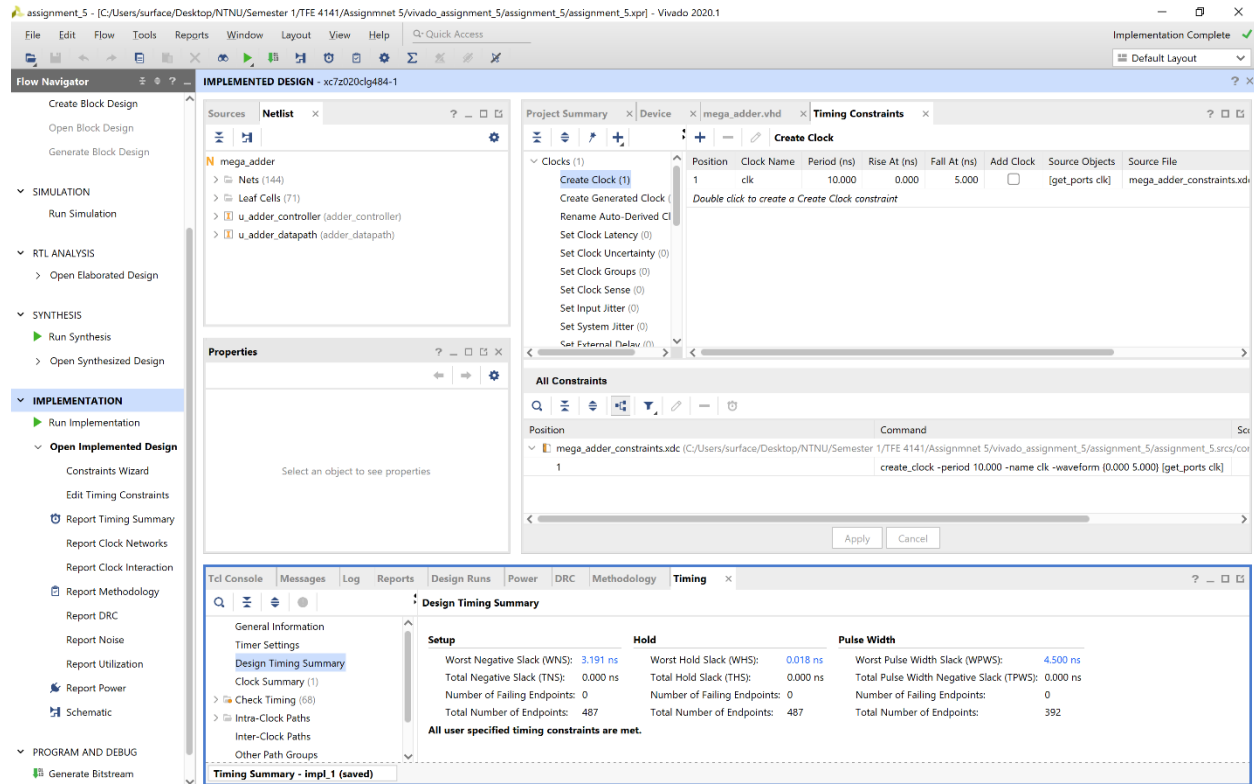 assignment_5 - [C:/Users/surface/Desktop/NTNU/Semester 1/TFE 4141/Assignmnet 5/vivado_assignment_5/assignment_5/assignment_5.xpr] - Vivado 2020.1
File Edit Flow Tools Reports Window Layout View Help Q- Quick Access Implementation Complete
Default Layout
Flow Navigator
IMPLEMENTED DESIGN - xc7z020clg484-1
Create Block Design
Open Block Design
Generate Block Design
SIMULATION
Run Simulation
RTL ANALYSIS
Open Elaborated Design
SYNTHESIS
Run Synthesis
Open Synthesized Design
IMPLEMENTATION
Run Implementation
Open Implemented Design
Constraints Wizard
Edit Timing Constraints
Report Timing Summary
Report Clock Networks
Report Clock Interaction
Report Methodology
Report DRC
Report Noise
Report Utilization
Report Power
Schematic
PROGRAM AND DEBUG
Generate Bitstream
Sources Netlist
N mega_adder
Nets (144)
Leaf Cells (71)
u_adder_controller (adder_controller)
u_adder_datapath (adder_datapath)
Properties
Select an object to see properties
Project Summary Device mega_adder.vhd Timing Constraints
Clocks (1)
Create Clock (1)
Create Generated Clock (
Rename Auto-Derived Cl
Set Clock Latency (0)
Set Clock Uncertainty (0)
Set Clock Groups (0)
Set Clock Sense (0)
Set Input Jitter (0)
Set System Jitter (0)
Set External Delay (0)
Create Clock
Position Clock Name Period (ns) Rise At (ns) Fall At (ns) Add Clock Source Objects Source File
1 clk 10.000 0.000 5.000 [get_ports clk] mega_adder_constraints.xdc
Double click to create a Create Clock constraint
All Constraints
Position Command Sco
mega_adder_constraints.xdc (C:/Users/surface/Desktop/NTNU/Semester 1/TFE 4141/Assignmnet 5/vivado_assignment_5/assignment_5/assignment_5.srcs/con
1 create_clock -period 10.000 -name clk -waveform {0.000 5.000} [get_ports clk]
Apply Cancel
Tcl Console Messages Log Reports Design Runs Power DRC Methodology Timing
General Information
Timer Settings
Design Timing Summary
Clock Summary (1)
Check Timing (68)
Intra-Clock Paths
Inter-Clock Paths
Other Path Groups
Design Timing Summary
Setup Hold Pulse Width
Worst Negative Slack (WNS): 3.191 ns Worst Hold Slack (WHS): 0.018 ns Worst Pulse Width Slack (WPWS): 4.500 ns
Total Negative Slack (TNS): 0.000 ns Total Hold Slack (THS): 0.000 ns Total Pulse Width Negative Slack (TPWS): 0.000 ns
Number of Failing Endpoints: 0 Number of Failing Endpoints: 0 Number of Failing Endpoints: 0
Total Number of Endpoints: 487 Total Number of Endpoints: 487 Total Number of Endpoints: 392
All user specified timing constraints are met.
Timing Summary - impl_1 (saved)